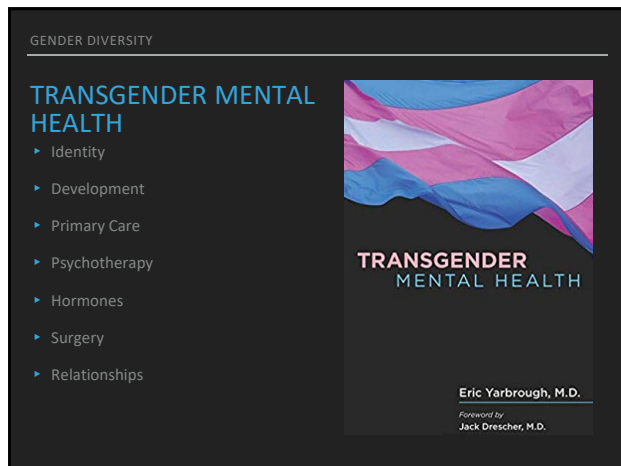 GENDER DIVERSITY
TRANSGENDER MENTAL
HEALTH
▸ Identity
▸ Development
▸ Primary Care
▸ Psychotherapy
▸ Hormones
▸ Surgery
▸ Relationships
TRANSGENDER
MENTAL HEALTH
Eric Yarbrough, M.D.
Foreword by
Jack Drescher, M.D.